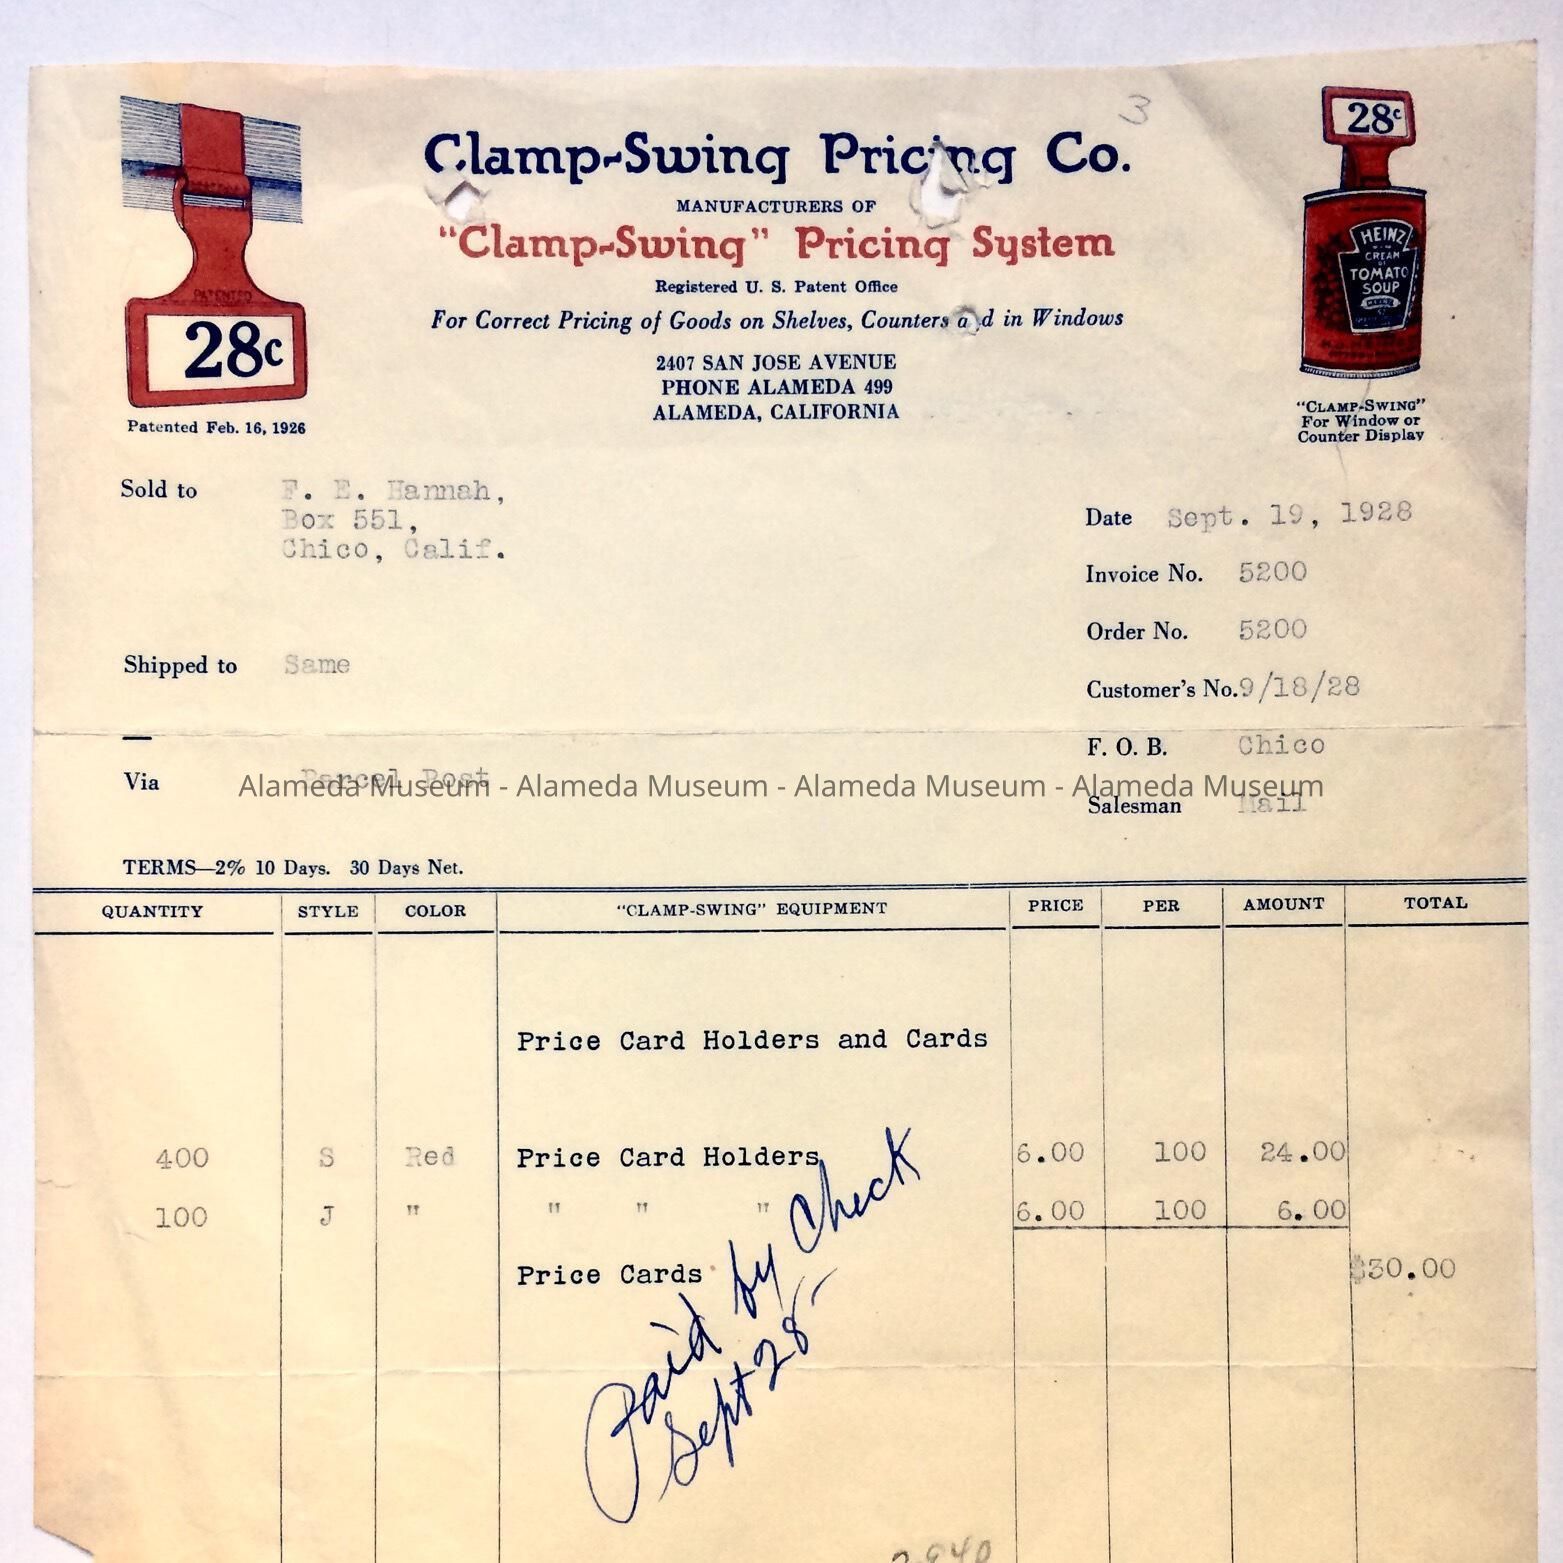 3
Clamp-Swing Pricing Co.
MANUFACTURERS OF
"Clamp-Swing" Pricing System
Registered U. S. Patent Office
For Correct Pricing of Goods on Shelves, Counters a d in Windows
2407 SAN JOSE AVENUE
PHONE ALAMEDA 499
ALAMEDA, CALIFORNIA
PATENTED
28c
Patented Feb. 16, 1926
28c
HEINZ
CREAM
OF
TOMATO
SOUP
"CLAMP-SWING"
For Window or
Counter Display
Sold to F. E. Hannah,
Box 551,
Chico, Calif.
Date Sept. 19, 1928
Invoice No. 5200
Order No. 5200
Shipped to Same
Customer's No. 9/18/28
F. O. B. Chico
Via Parcel Post
Alameda Museum - Alameda Museum - Alameda Museum - Alameda Museum
Salesman Mail
TERMS—2% 10 Days. 30 Days Net.
QUANTITY STYLE COLOR "CLAMP-SWING" EQUIPMENT PRICE PER AMOUNT TOTAL
Price Card Holders and Cards
400 S Red Price Card Holders 6.00 100 24.00
100 J " " " " 6.00 100 6.00
Price Cards $30.00
Paid by Check
Sept 28-